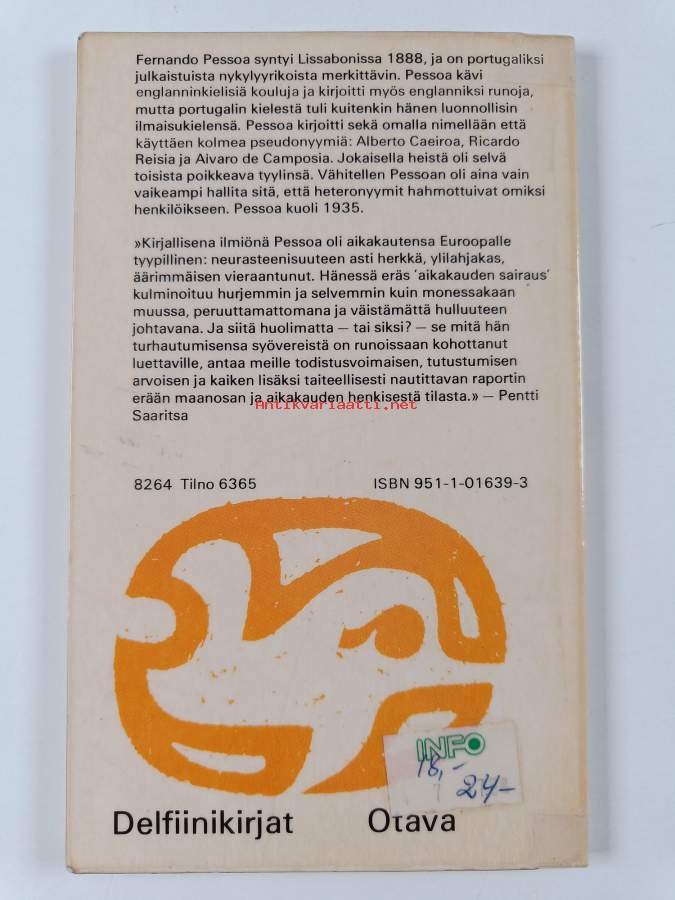 Fernando Pessoa syntyi Lissabonissa 1888, ja on portugaliksi
julkaistuista nykylyyrikoista merkittävin. Pessoa kävi
englanninkielisiä kouluja ja kirjoitti myös englanniksi runoja,
mutta portugalin kielestä tuli kuitenkin hänen luonnollisin
ilmaisukielensä. Pessoa kirjoitti sekä omalla nimellään että
käyttäen kolmea pseudonyymiä: Alberto Caeiroa, Ricardo
Reisia ja Aivaro de Camposia. Jokaisella heistä oli selvä
toisista poikkeava tyylinsä. Vähitellen Pessoan oli aina vain
vaikeampi hallita sitä, että heteronyymit hahmottuivat omiksi
henkilöikseen. Pessoa kuoli 1935.
»Kirjallisena ilmiönä Pessoa oli aikakautensa Euroopalle
tyypillinen: neurasteenisuuteen asti herkkä, ylilahjakas,
äärimmäisen vieraantunut. Hänessä eräs 'aikakauden sairaus'
kulminoituu hurjemmin ja selvemmin kuin monessakaan
muussa, peruuttamattomana ja väistämättä hulluuteen
johtavana. Ja siitä huolimatta – tai siksi? – se mitä hän
turhautumisensa syövereistä on runoissaan kohottanut
luettaville, antaa meille todistusvoimaisen, tutustumisen
arvoisen ja kaiken lisäksi taiteellisesti nautittavan raportin
erään maanosan ja aikakauden henkisestä tilasta.» – Pentti
Antikvariaatti.net
Saaritsa
8264 Tilno 6365 ISBN 951-1-01639-3
INFO
18,-
24-
Delfiinikirjat Otava